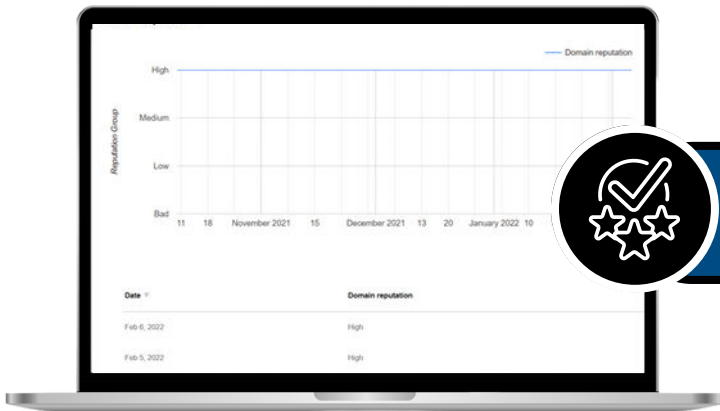 Domain reputation
High
Medium
Low
Bad
Reputation Group
11 18 November 2021 15 December 2021 13 20 January 2022 10
Date Domain reputation
Feb 6, 2022 High
Feb 5, 2022 High